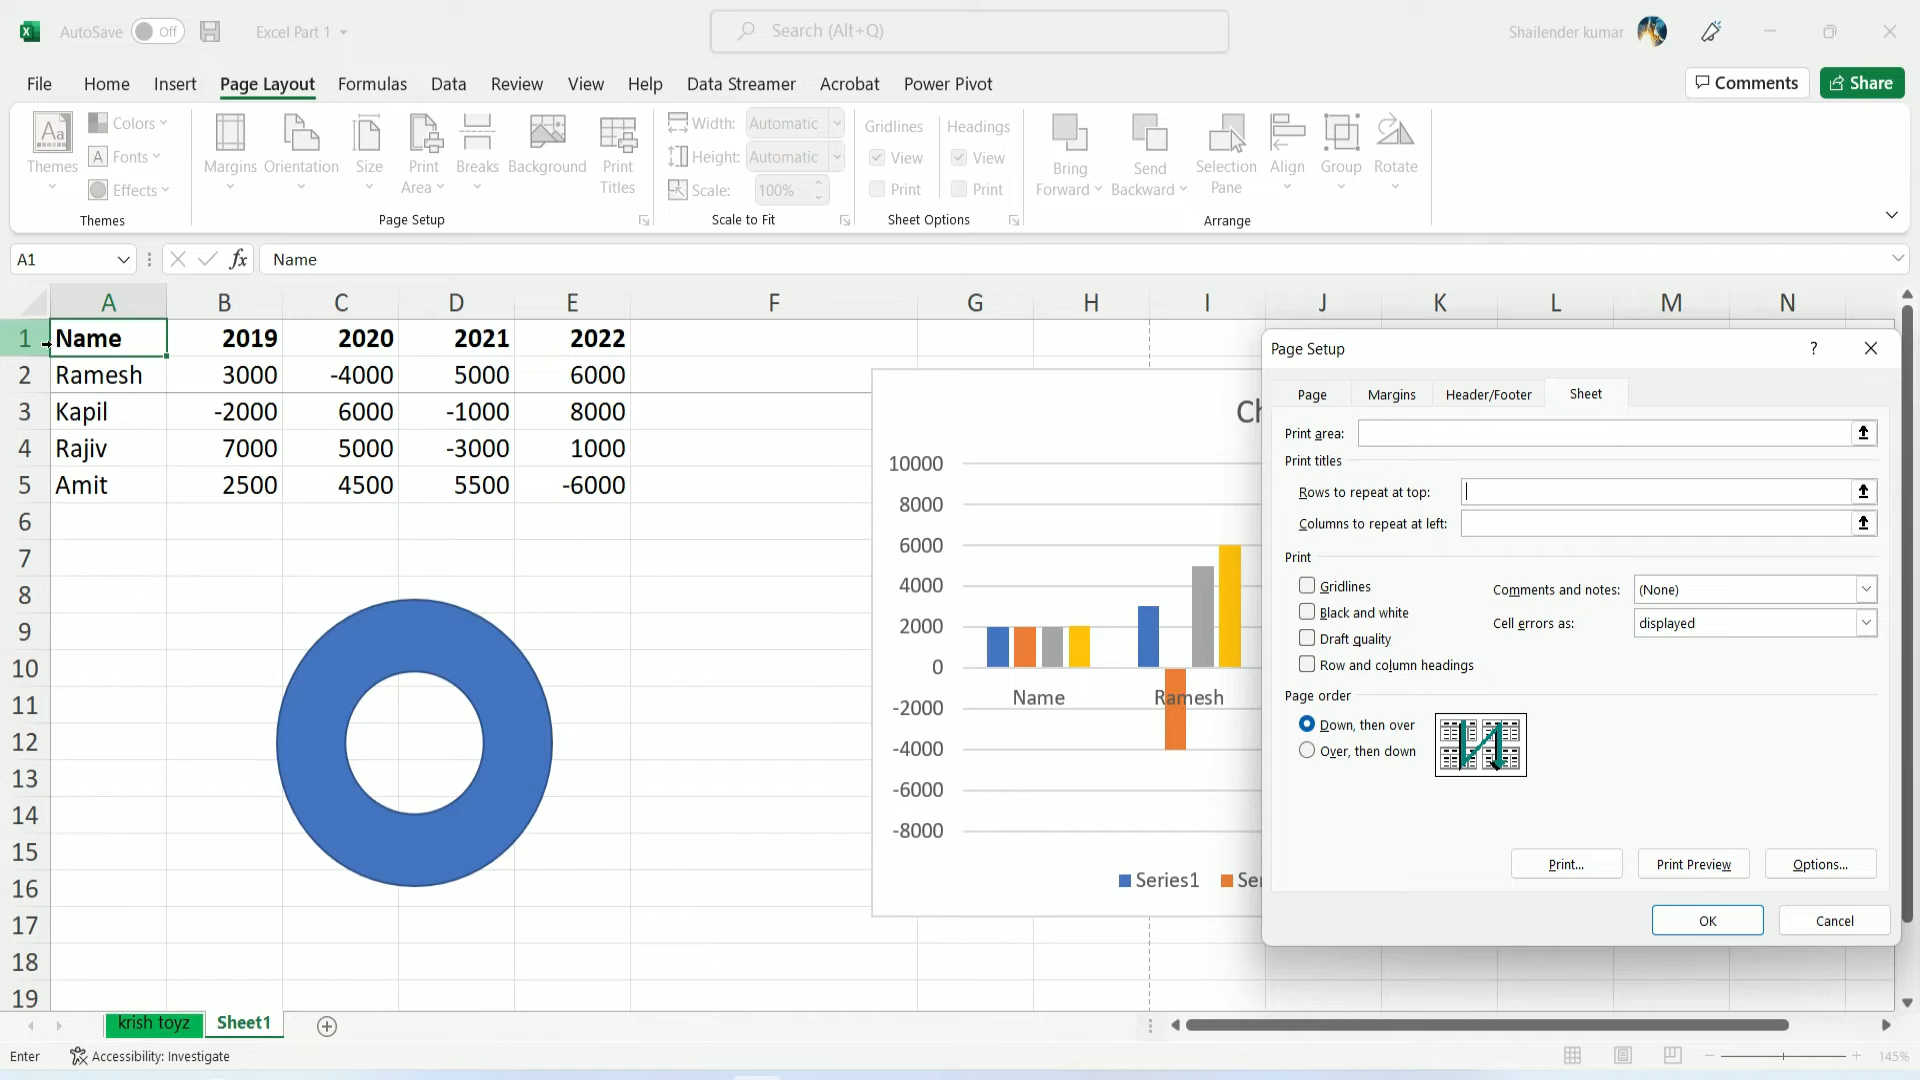 AutoSave Off Excel Part 1 Search (Alt+Q) Shailender kumar
File Home Insert Page Layout Formulas Data Review View Help Data Streamer Acrobat Power Pivot Comments Share
Aa
Themes
Colors
Fonts
Effects
Themes
Margins Orientation Size Print Area Breaks Background Print Titles
Page Setup
Width: Automatic
Height: Automatic
Scale: 100%
Scale to Fit
Gridlines Headings
View View
Print Print
Sheet Options
Bring Forward Send Backward Selection Pane Align Group Rotate
Arrange
A1 fx Name
A B C D E F G H I J K L M N
1 Name 2019 2020 2021 2022
2 Ramesh 3000 -4000 5000 6000
3 Kapil -2000 6000 -1000 8000
4 Rajiv 7000 5000 -3000 1000
5 Amit 2500 4500 5500 -6000
6
7
8
9
10
11
12
13
14
15
16
17
18
19
Ch
10000
8000
6000
4000
2000
0
-2000
-4000
-6000
-8000
Name Ramesh
Series1 Se
Page Setup ?
Page Margins Header/Footer Sheet
Print area:
Print titles
Rows to repeat at top:
Columns to repeat at left:
Print
Gridlines
Black and white
Draft quality
Row and column headings
Comments and notes: (None)
Cell errors as: displayed
Page order
Down, then over
Over, then down
Print... Print Preview Options...
OK Cancel
krish toyz Sheet1
Enter Accessibility: Investigate 145%